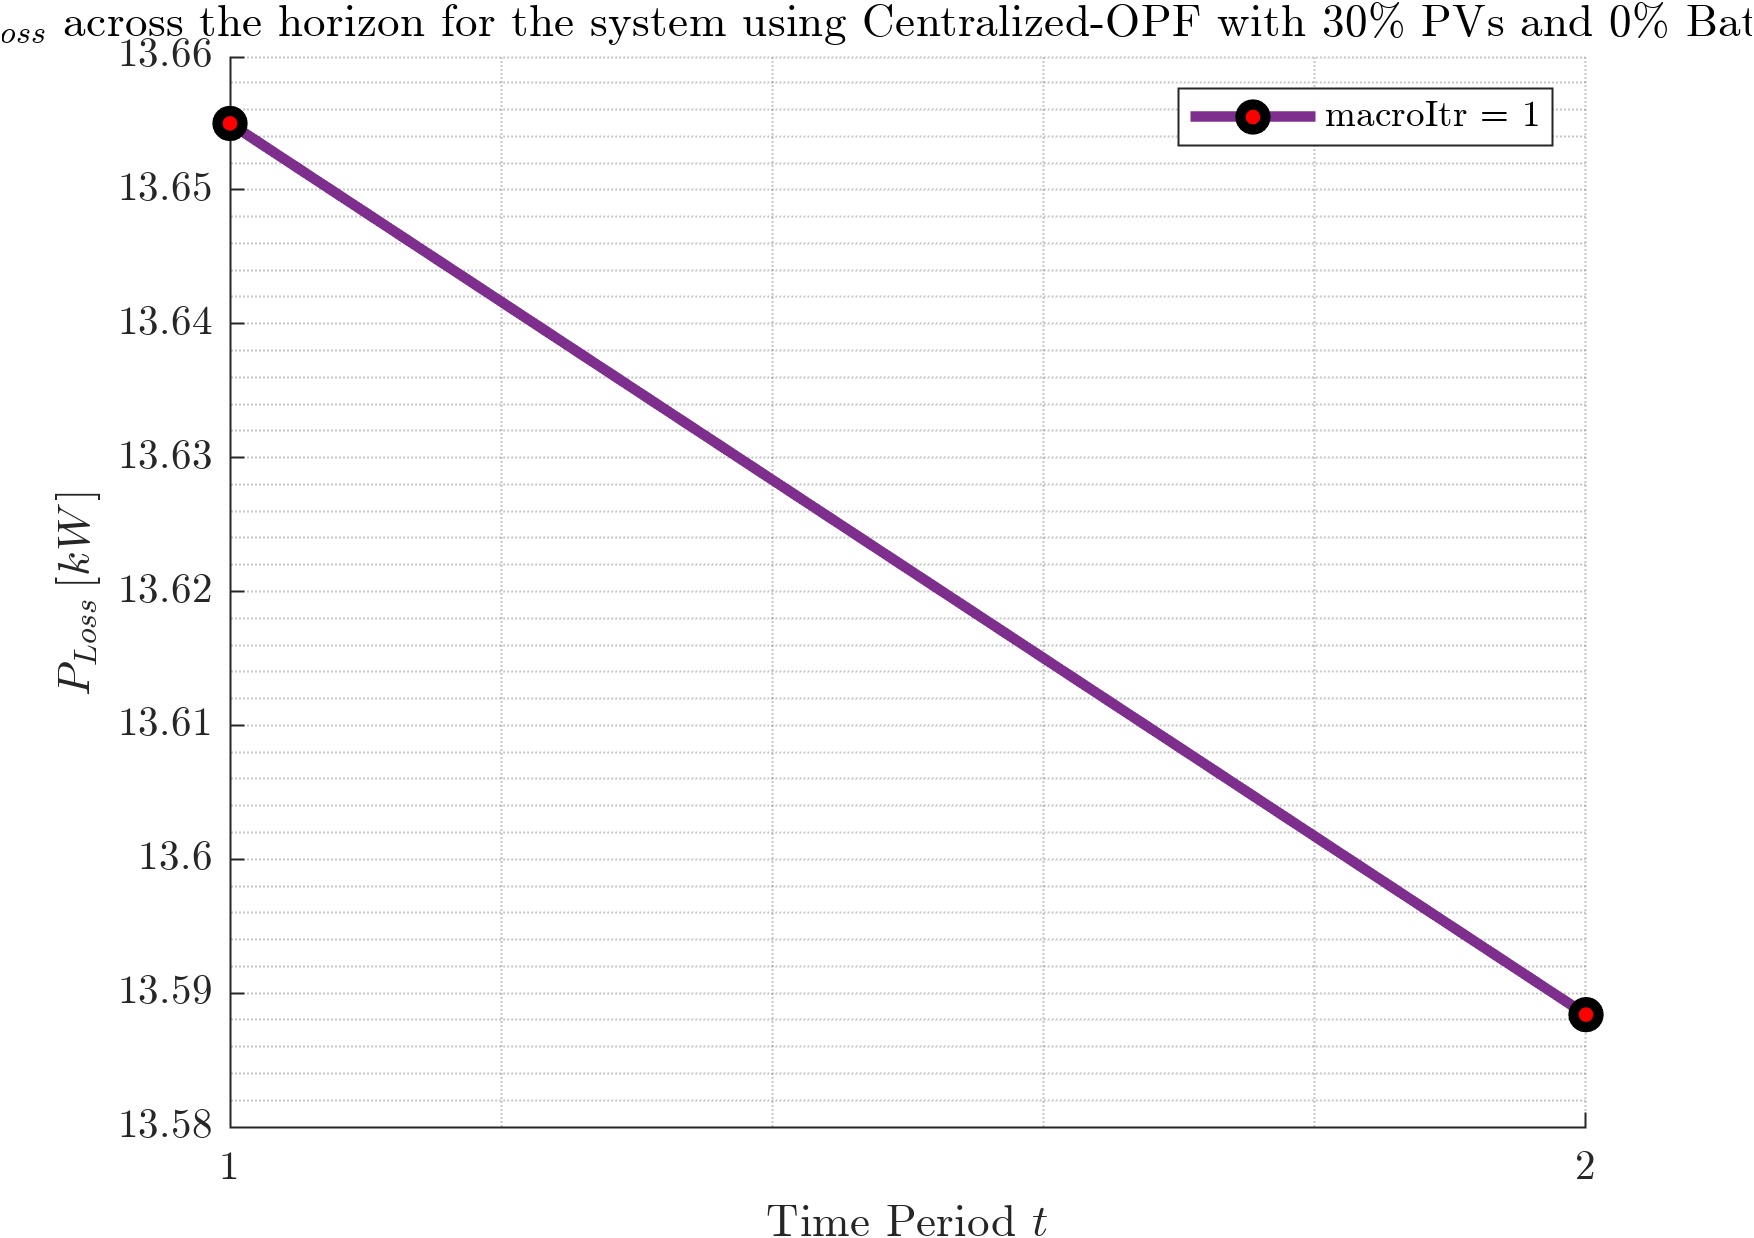 oss across the horizon for the system using Centralized-OPF with 30% PVs and 0% Bat
13.66
13.65
13.64
13.63
13.62
13.61
13.6
13.59
13.58
P_{Loss} [kW]
macroItr = 1
1
2
Time Period t